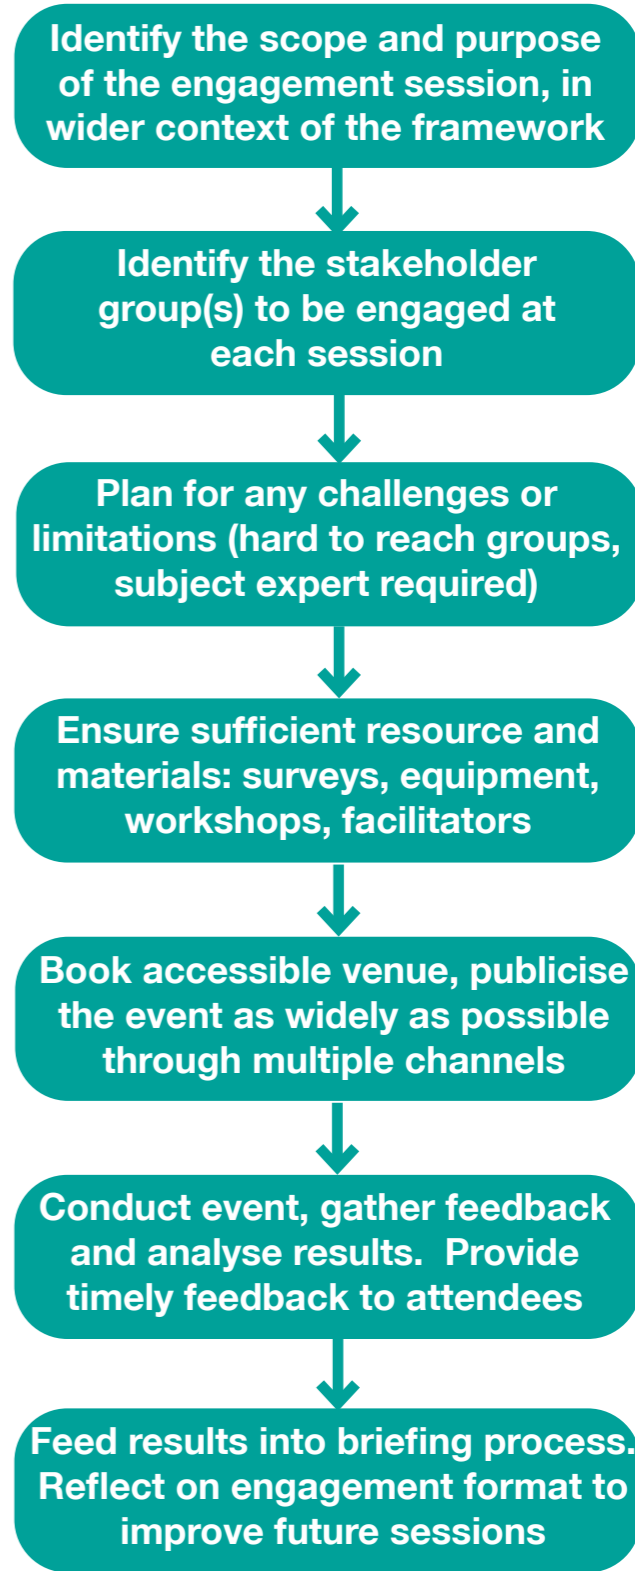 Identify the scope and purpose
of the engagement session, in
wider context of the framework
Identify the stakeholder
group(s) to be engaged at
each session
Plan for any challenges or
limitations (hard to reach groups,
subject expert required)
Ensure sufficient resource and
materials: surveys, equipment,
workshops, facilitators
Book accessible venue, publicise
the event as widely as possible
through multiple channels
Conduct event, gather feedback
and analyse results.  Provide
timely feedback to attendees
Feed results into briefing process.
Reflect on engagement format to
improve future sessions